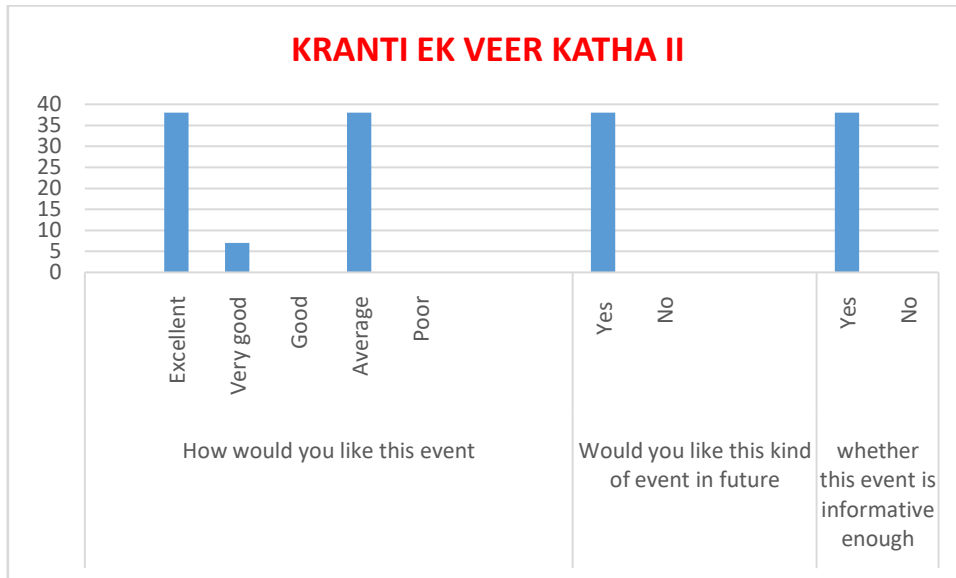 KRANTI EK VEER KATHA II
40
35
30
25
20
15
10
5
0
Excellent
Very good
Good
Average
Poor
Yes
No
Yes
No
How would you like this event
Would you like this kind
of event in future
whether
this event is
informative
enough